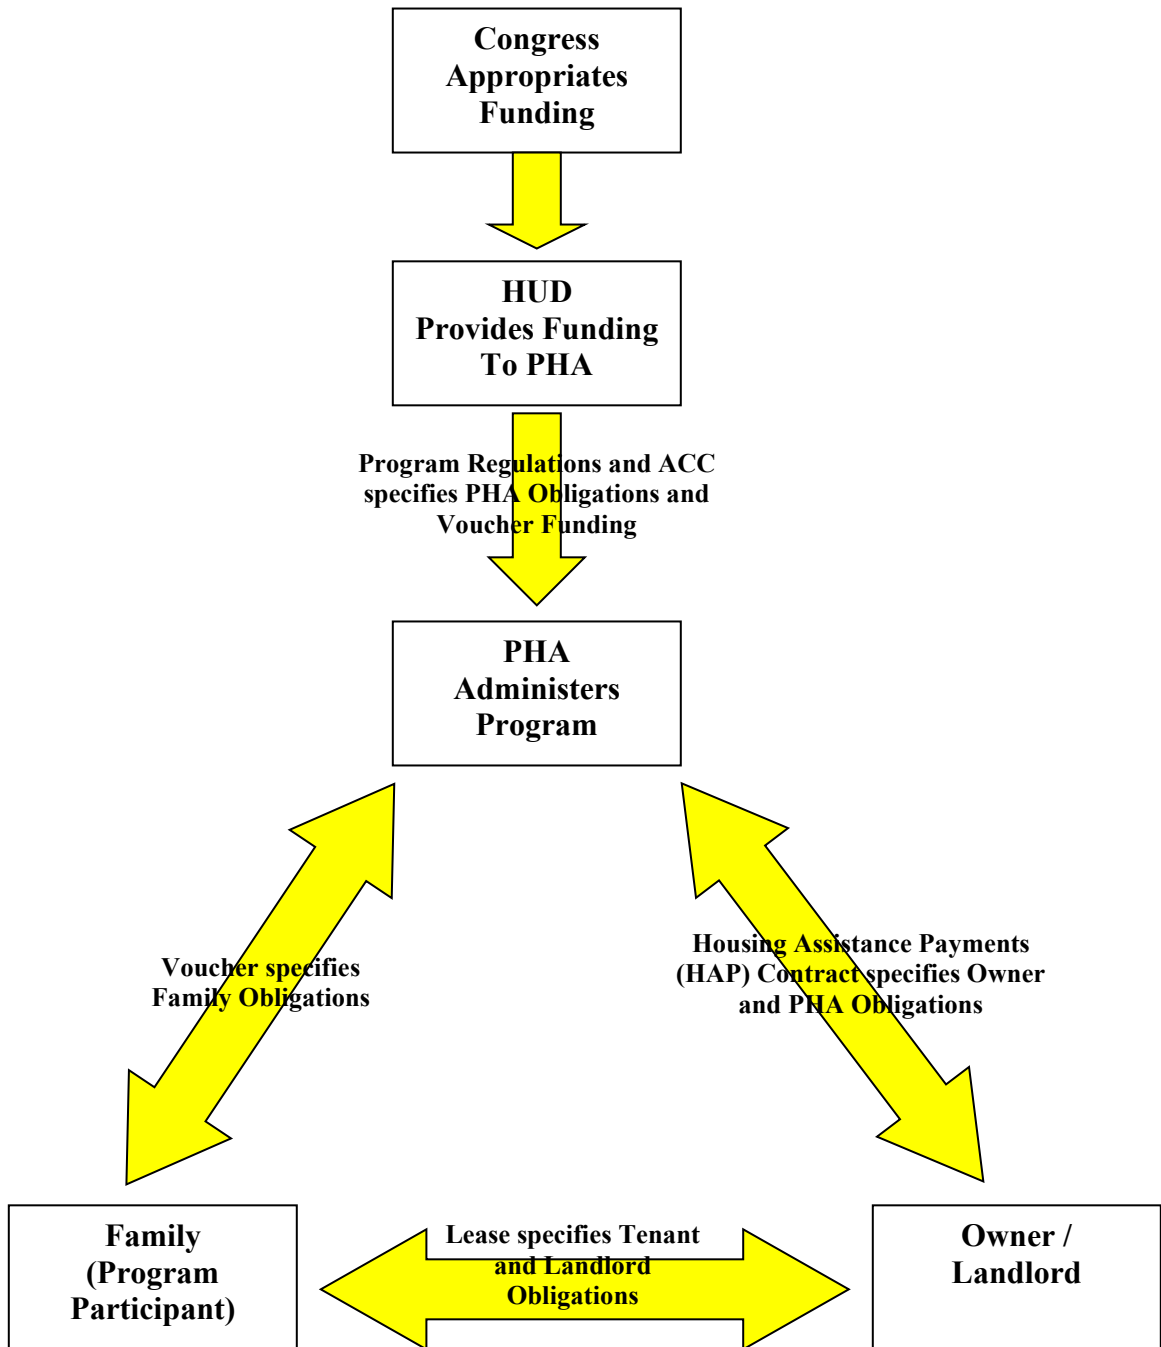 Congress
Appropriates
Funding
HUD
Provides Funding
To PHA
Program Regulations and ACC
specifies PHA Obligations and
Voucher Funding
PHA
Administers
Program
Voucher specifies
Family Obligations
Housing Assistance Payments
(HAP) Contract specifies Owner
and PHA Obligations
Family
(Program
Participant)
Lease specifies Tenant
and Landlord
Obligations
Owner /
Landlord